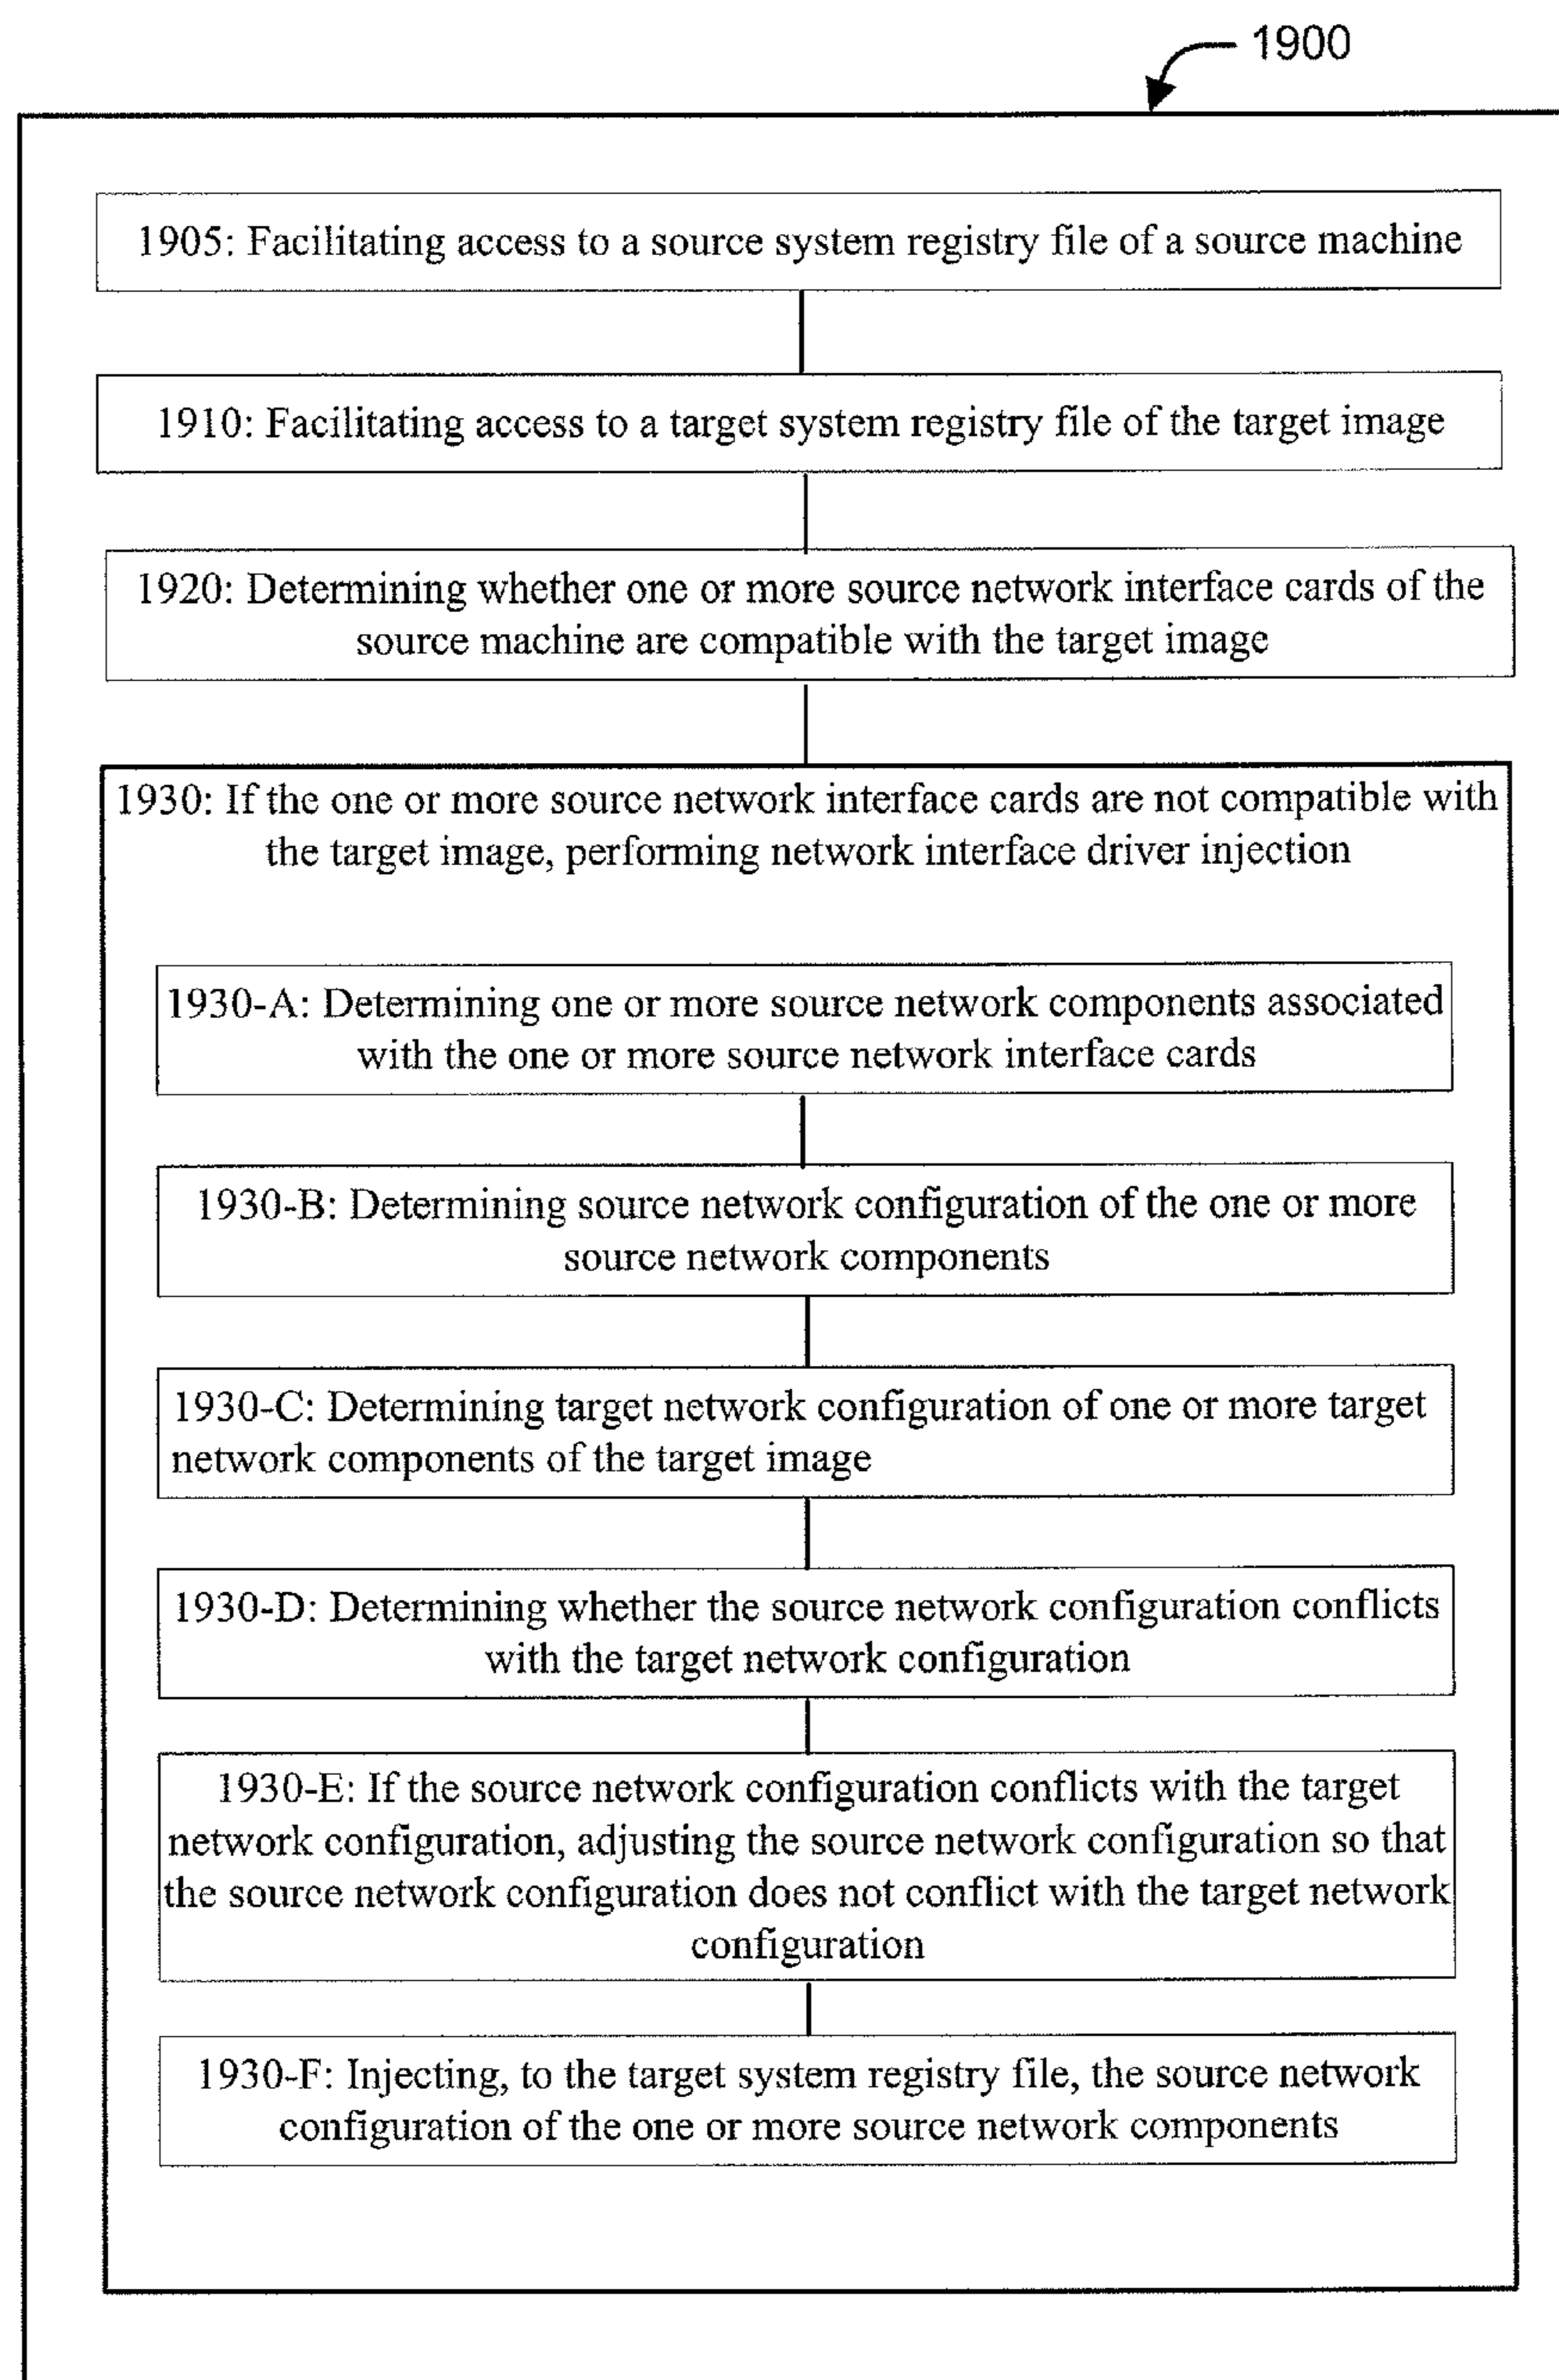 1900
1905: Facilitating access to a source system registry file of a source machine
1910: Facilitating access to a target system registry file of the target image
1920: Determining whether one or more source network interface cards of the
source machine are compatible with the target image
1930: If the one or more source network interface cards are not compatible with
the target image, performing network interface driver injection
1930-A: Determining one or more source network components associated
with the one or more source network interface cards
1930-B: Determining source network configuration of the one or more
source network components
1930-C: Determining target network configuration of one or more target
network components of the target image
1930-D: Determining whether the source network configuration conflicts
with the target network configuration
1930-E: If the source network configuration conflicts with the target
network configuration, adjusting the source network configuration so that
the source network configuration does not conflict with the target network
configuration
1930-F: Injecting, to the target system registry file, the source network
configuration of the one or more source network components